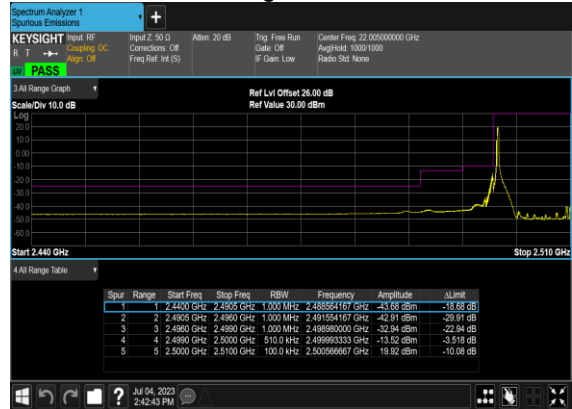 Spectrum Analyzer 1
Spurious Emissions
+
KEYSIGHT Input: RF Input Z: 50 Ω Atten: 20 dB Trig: Free Run Center Freq: 22.005000000 GHz
R T Coupling: DC Corrections: Off Gate: Off Avg|Hold: 1000/1000
Align: Off Freq Ref: Int (S) IF Gain: Low Radio Std: None
LW PASS
3 All Range Graph
Ref Lvl Offset 26.00 dB
Scale/Div 10.0 dB Ref Value 30.00 dBm
Log
20.0
10.0
0.00
-10.0
-20.0
-30.0
-40.0
-50.0
-60.0
Start 2.440 GHz Stop 2.510 GHz
4 All Range Table
Spur Range Start Freq Stop Freq RBW Frequency Amplitude ΔLimit
1 1 2.4400 GHz 2.4905 GHz 1.000 MHz 2.488564167 GHz -43.68 dBm -18.68 dB
2 2 2.4905 GHz 2.4960 GHz 1.000 MHz 2.491554167 GHz -42.91 dBm -29.91 dB
3 3 2.4960 GHz 2.4990 GHz 1.000 MHz 2.498980000 GHz -32.94 dBm -22.94 dB
4 4 2.4990 GHz 2.5000 GHz 510.0 kHz 2.499993333 GHz -13.52 dBm -3.518 dB
5 5 2.5000 GHz 2.5100 GHz 100.0 kHz 2.500566667 GHz 19.92 dBm -10.08 dB
? Jul 04, 2023
2:42:43 PM